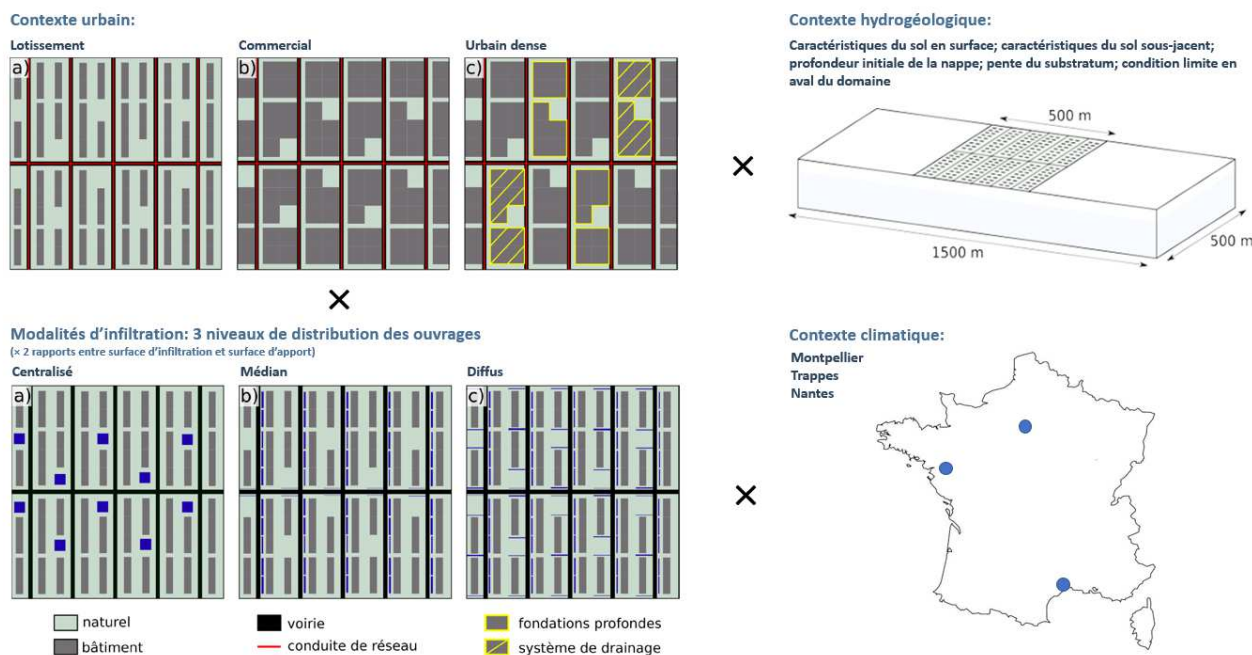 Contexte urbain:
Lotissement
Commercial
Urbain dense
a)
b)
c)
×
Modalités d'infiltration: 3 niveaux de distribution des ouvrages
(× 2 rapports entre surface d'infiltration et surface d'apport)
Centralisé
Médian
Diffus
a)
b)
c)
naturel
bâtiment
voirie
conduite de réseau
fondations profondes
système de drainage
×
Contexte hydrogéologique:
Caractéristiques du sol en surface; caractéristiques du sol sous-jacent;
profondeur initiale de la nappe; pente du substratum; condition limite en
aval du domaine
500 m
1500 m
500 m
×
Contexte climatique:
Montpellier
Trappes
Nantes